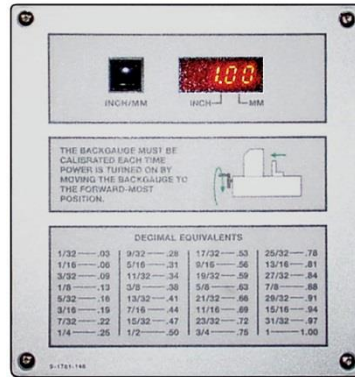 1.00
INCH/MM INCH MM
THE BACKGAUGE MUST BE
CALIBRATED EACH TIME
POWER IS TURNED ON BY
MOVING THE BACKGAUGE TO
THE FORWARD-MOST
POSITION.
DECIMAL EQUIVALENTS
1/32 .03 9/32 .28 17/32 .53 25/32 .78
1/16 .06 5/16 .31 9/16 .56 13/16 .81
3/32 .09 11/32 .34 19/32 .59 27/32 .84
1/8 .13 3/8 .38 5/8 .63 7/8 .88
5/32 .16 13/32 .41 21/32 .66 29/32 .91
3/16 .19 7/16 .44 11/16 .69 15/16 .94
7/32 .22 15/32 .47 23/32 .72 31/32 .97
1/4 .25 1/2 .50 3/4 .75 1 1.00